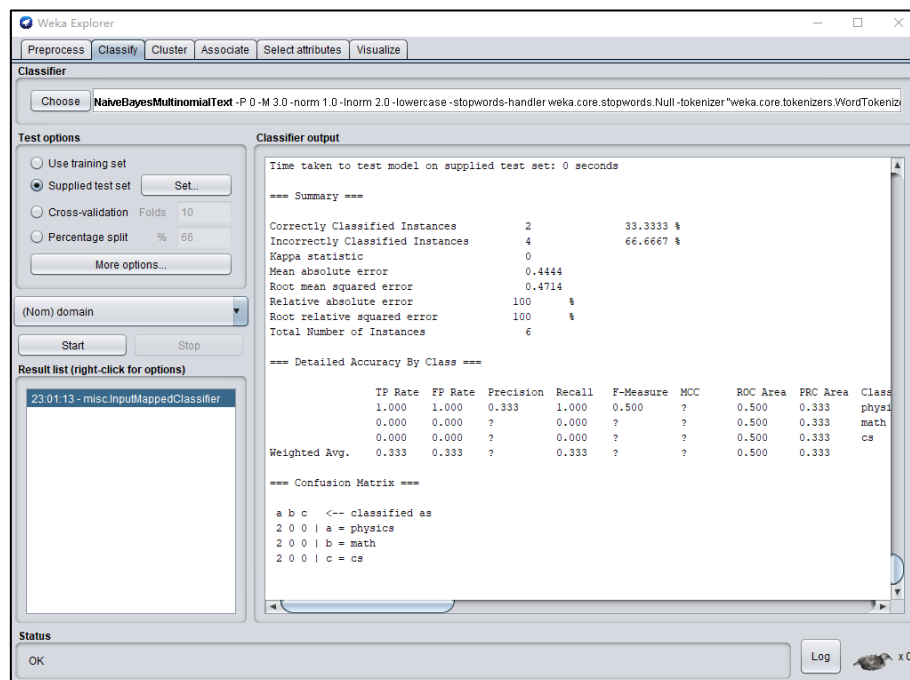 Weka Explorer
Preprocess Classify Cluster Associate Select attributes Visualize
Classifier
Choose NaiveBayesMultinomialText -P 0 -M 3.0 -norm 1.0 -lnorm 2.0 -lowercase -stopwords-handler weka.core.stopwords.Null -tokenizer "weka.core.tokenizers.WordTokenize
Test options
Use training set
Supplied test set Set...
Cross-validation Folds 10
Percentage split % 66
More options...
(Nom) domain
Start Stop
Result list (right-click for options)
23:01:13 - misc.InputMappedClassifier
Classifier output
Time taken to test model on supplied test set: 0 seconds
=== Summary ===
Correctly Classified Instances 2 33.3333 %
Incorrectly Classified Instances 4 66.6667 %
Kappa statistic 0
Mean absolute error 0.4444
Root mean squared error 0.4714
Relative absolute error 100 %
Root relative squared error 100 %
Total Number of Instances 6
=== Detailed Accuracy By Class ===
TP Rate FP Rate Precision Recall F-Measure MCC ROC Area PRC Area Class
1.000 1.000 0.333 1.000 0.500 ? 0.500 0.333 physi
0.000 0.000 ? 0.000 ? ? 0.500 0.333 math
0.000 0.000 ? 0.000 ? ? 0.500 0.333 cs
Weighted Avg. 0.333 0.333 ? 0.333 ? ? 0.500 0.333
=== Confusion Matrix ===
a b c <-- classified as
2 0 0 | a = physics
2 0 0 | b = math
2 0 0 | c = cs
Status
OK
Log x 0